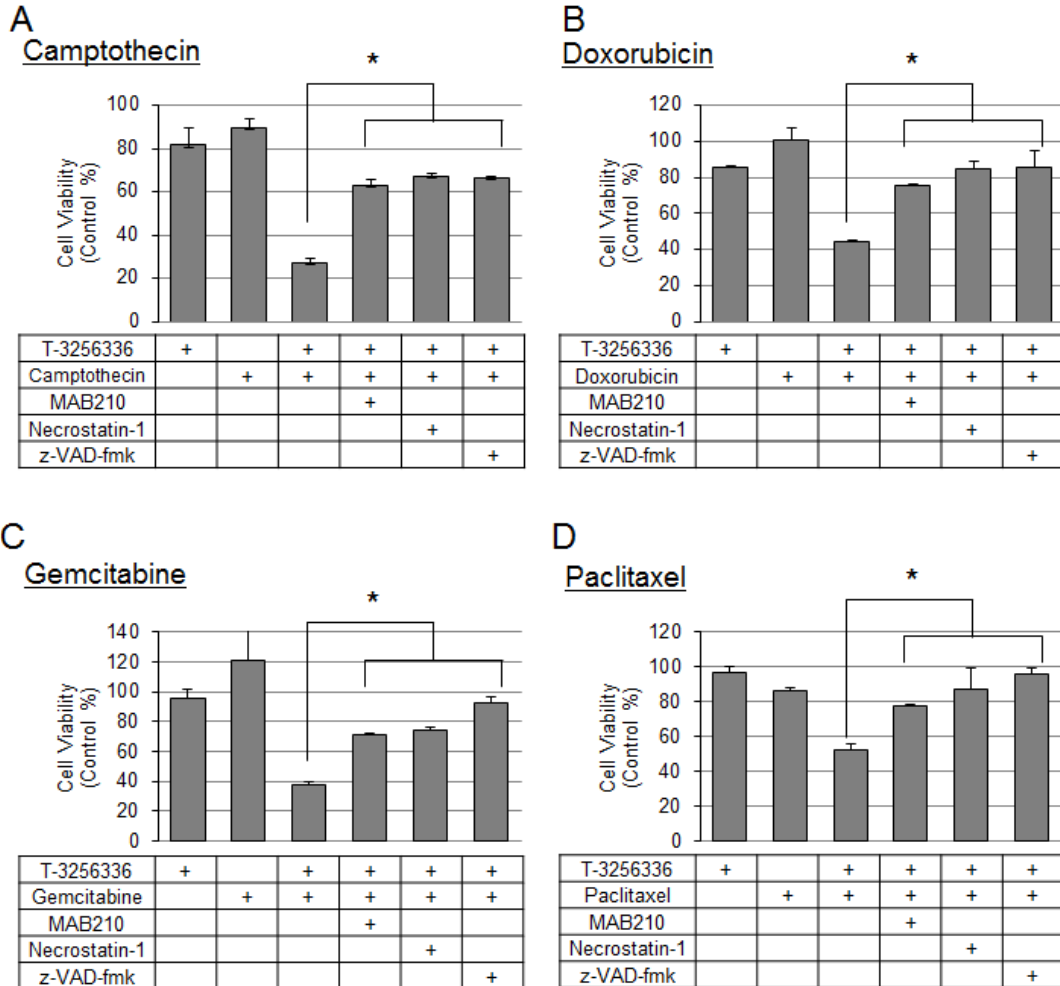 A
Camptothecin
*
Cell Viability
(Control %)
100
80
60
40
20
0
T-3256336 + + + + +
Camptothecin + + + + +
MAB210 +
Necrostatin-1 +
z-VAD-fmk +
B
Doxorubicin
*
Cell Viability
(Control %)
120
100
80
60
40
20
0
T-3256336 + + + + +
Doxorubicin + + + + +
MAB210 +
Necrostatin-1 +
z-VAD-fmk +
C
Gemcitabine
*
Cell Viability
(Control %)
140
120
100
80
60
40
20
0
T-3256336 + + + + +
Gemcitabine + + + + +
MAB210 +
Necrostatin-1 +
z-VAD-fmk +
D
Paclitaxel
*
Cell Viability
(Control %)
120
100
80
60
40
20
0
T-3256336 + + + + +
Paclitaxel + + + + +
MAB210 +
Necrostatin-1 +
z-VAD-fmk +